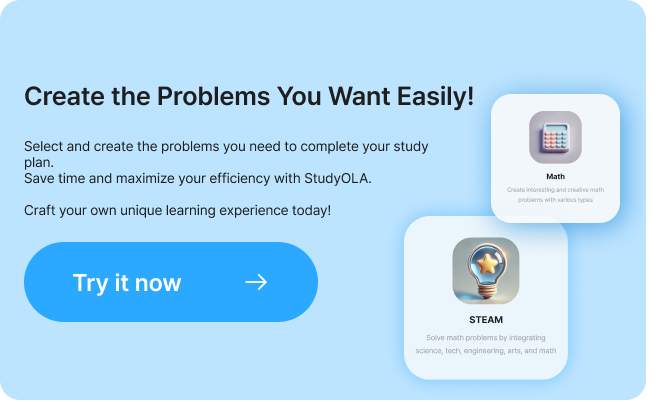 Create the Problems You Want Easily!
Select and create the problems you need to complete your study
plan.
Save time and maximize your efficiency with StudyOLA.
Craft your own unique learning experience today!
Try it now
Math
Create interesting and creative math
problems with various types
STEAM
Solve math problems by integrating
science, tech, engineering, arts, and math